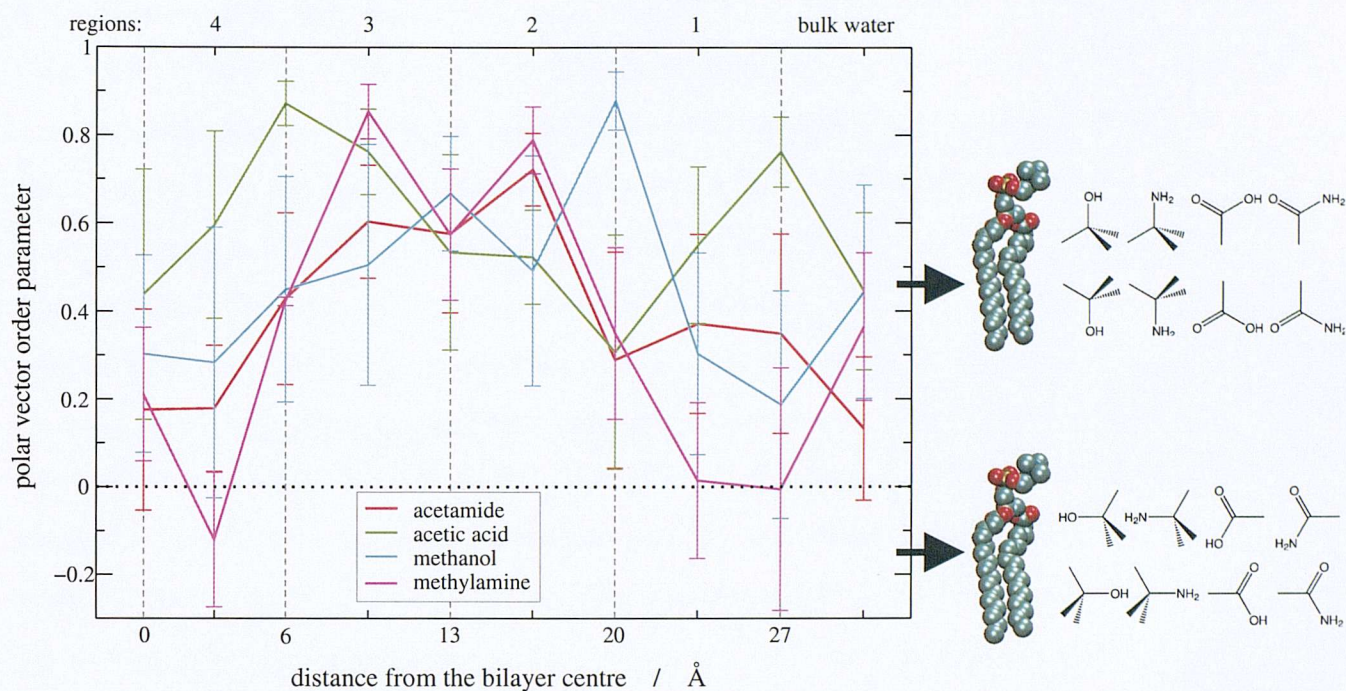 regions: 4 3 2 1 bulk water
1
0.8
0.6
0.4
0.2
0
−0.2
polar vector order parameter
acetamide
acetic acid
methanol
methylamine
0 6 13 20 27
distance from the bilayer centre / Å
OH NH₂ O OH O NH₂
OH NH₂ O OH O NH₂
HO H₂N O HO O H₂N
OH NH₂ O OH O NH₂